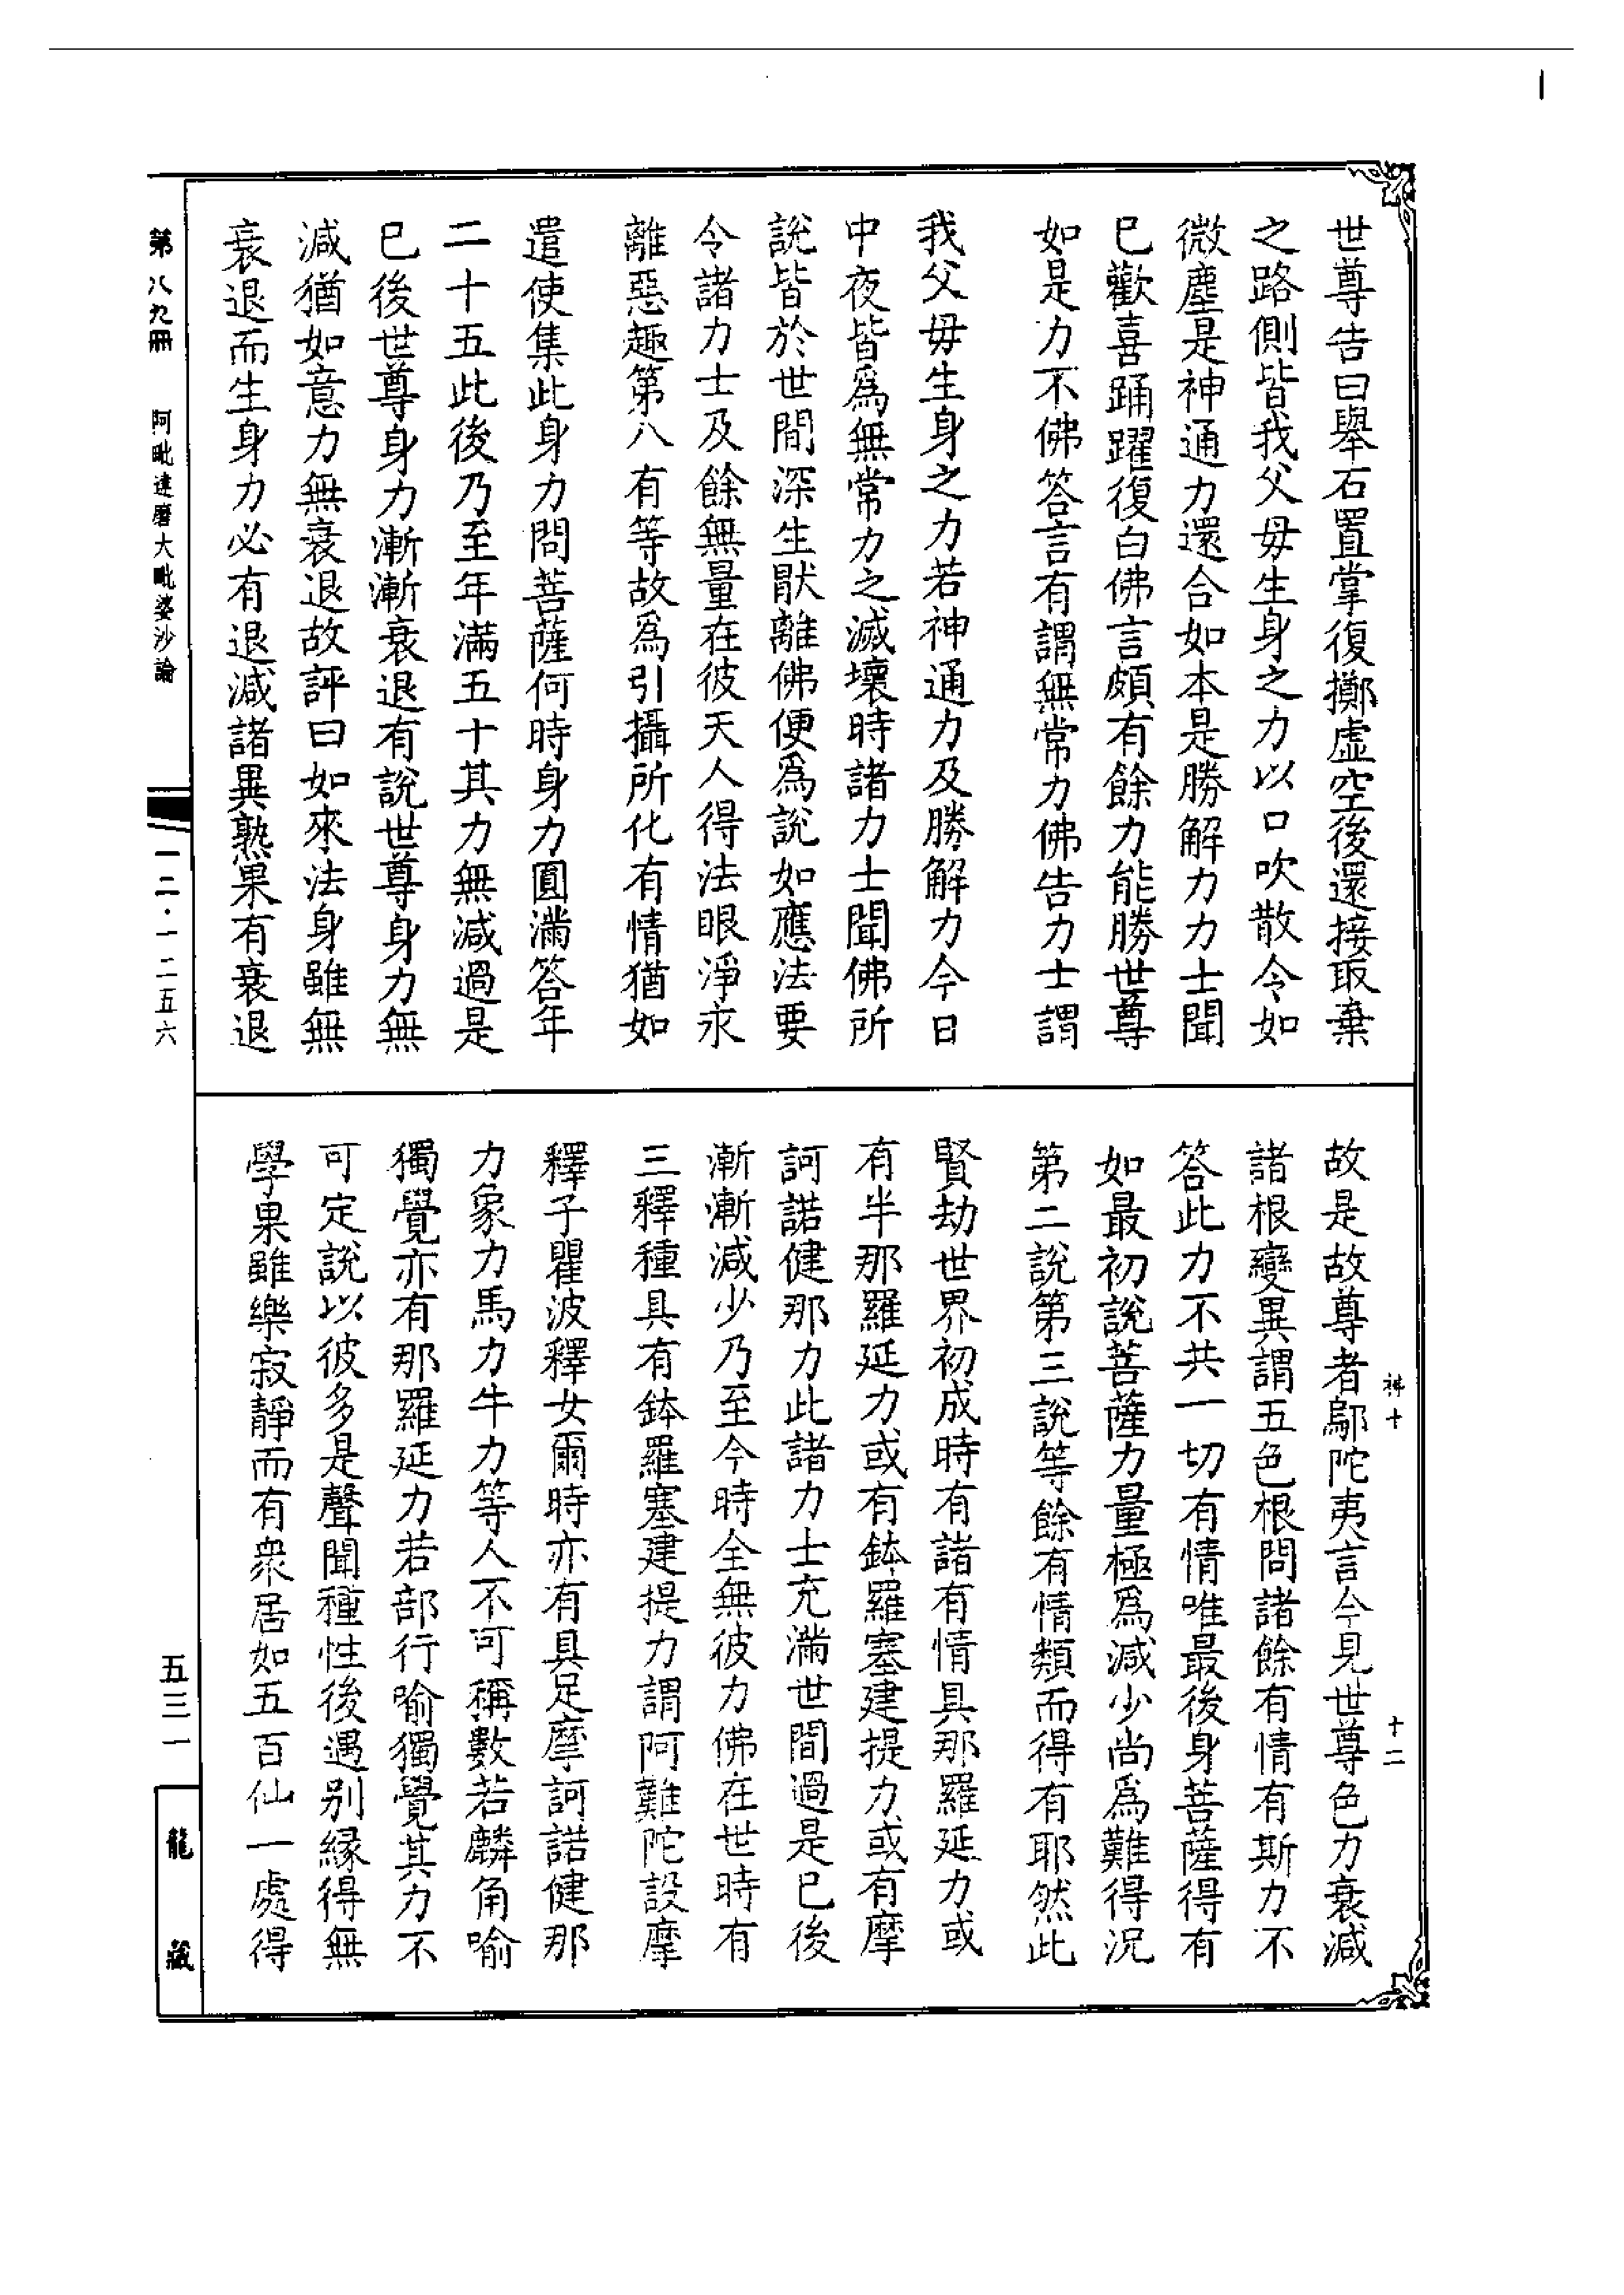 世尊告曰舉石置掌復擲虛空後還接取棄
之路側皆我父毋生身之力以口吹散令如
微塵是神通力還合如本是勝解力力士聞
巳歡喜踊躍復白佛言頗有餘力能勝世尊
如是力不佛答言有謂無常力佛告力士謂
我父毋生身之力若神通力及勝解力今日
中夜皆爲無常力之滅壞時諸力士聞佛所
說皆於世間深生猒離佛便爲說如應法要
令諸力士及餘無量在彼天人得法眼淨永
離惡趣第八有等故爲引攝所化有情猶如
遣使集此身力問菩薩何時身力圓滿答年
二十五此後乃至年滿五十其力無減過是
巳後世尊身力漸漸衰退有說世尊身力無
減猶如意力無衰退故評曰如來法身雖無
衰退而生身力必有退減諸異熟果有衰退
故是故尊者鄔陀夷言今見世尊色力衰減
諸根變異謂五色根問諸餘有情有斯力不
答此力不共一切有情唯最後身菩薩得有
如最初說菩薩力量極爲減少尚爲難得況
第二說第三說等餘有情類而得有耶然此
賢劫世界初成時有諸有情具那羅延力或
有半那羅延力或有鉢羅塞建提力或有摩
訶諾健那力此諸力士充滿世間過是巳後
漸漸減少乃至今時全無彼力佛在世時有
三釋種具有鉢羅塞建提力謂阿難陀設摩
釋子瞿波釋女爾時亦有具足摩訶諾健那
力象力馬力牛力等人不可稱數若麟角喻
獨覺亦有那羅延力若部行喻獨覺其力不
可定說以彼多是聲聞種性後遇別緣得無
學果雖樂寂靜而有衆居如五百仙一處得
第八九冊 阿毗達磨大毗婆沙論
一二·一二五六
五三一
龍藏
十二